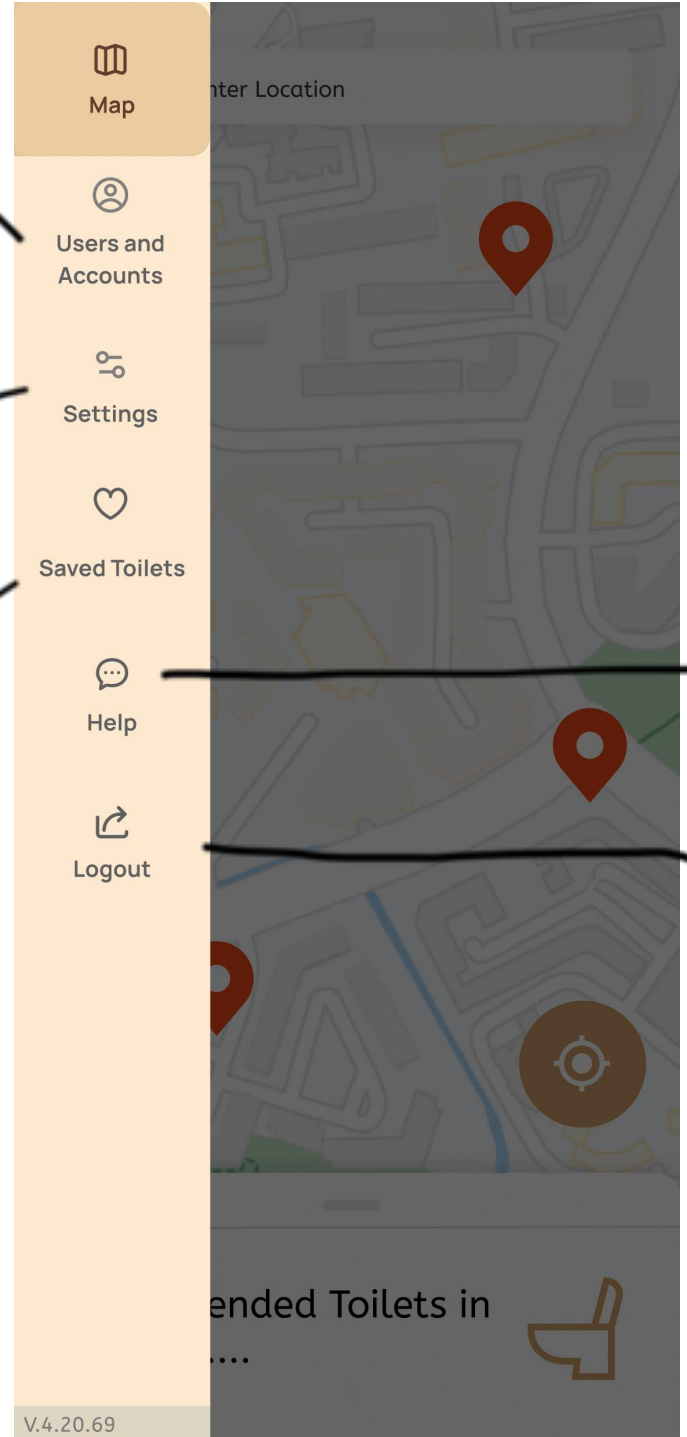 Map
nter Location
Users and
Accounts
Settings
Saved Toilets
Help
Logout
ended Toilets in
....
V.4.20.69